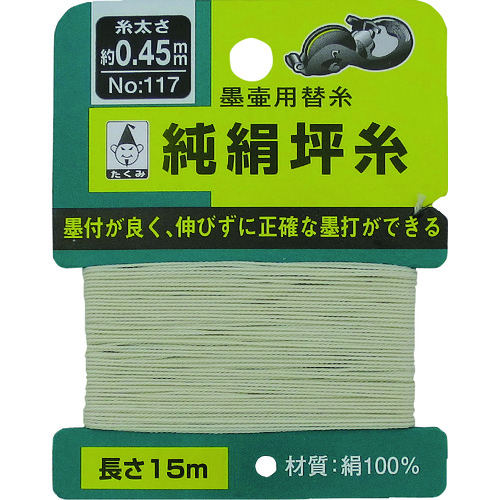 糸太さ
約0.45mm
No:117
墨壷用替糸
純絹坪糸
たくみ
墨付が良く、伸びずに正確な墨打ができる
長さ15m
材質:絹100%